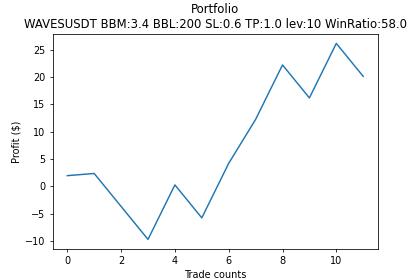 Portfolio
WAVESUSDT BBM:3.4 BBL:200 SL:0.6 TP:1.0 lev:10 WinRatio:58.0
25
20
15
10
5
0
−5
−10
Profit ($)
0 2 4 6 8 10
Trade counts